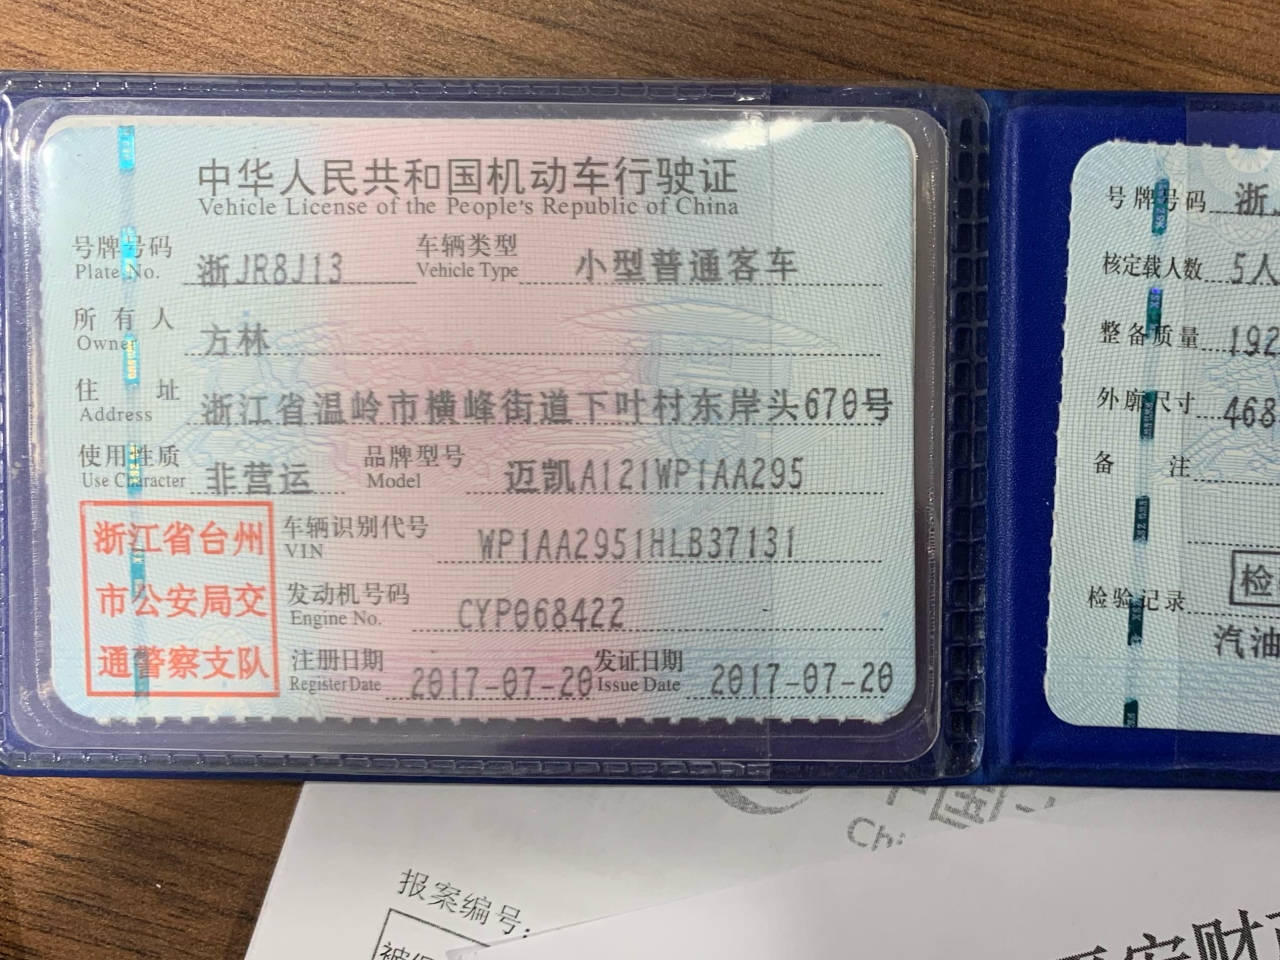 中华人民共和国机动车行驶证
Vehicle License of the People's Republic of China
号牌号码 浙JR8J13 车辆类型 小型普通客车
Plate No. Vehicle Type
所有人 方林
Owner
住址 浙江省温岭市横峰街道下叶村东岸头670号
Address
使用性质 非营运 品牌型号 迈凯A121WP1AA295
Use Character Model
浙江省台州
市公安局交
通警察支队
车辆识别代号 WP1AA2951HLB37131
VIN
发动机号码 CYP068422
Engine No.
注册日期 2017-07-20 发证日期 2017-07-20
Register Date Issue Date
号牌号码 浙
核定载人数 5人
整备质量 192
外廓尺寸 468
备注
检验记录 检
汽油
中国
Chi
报案编号:
被保
平安财